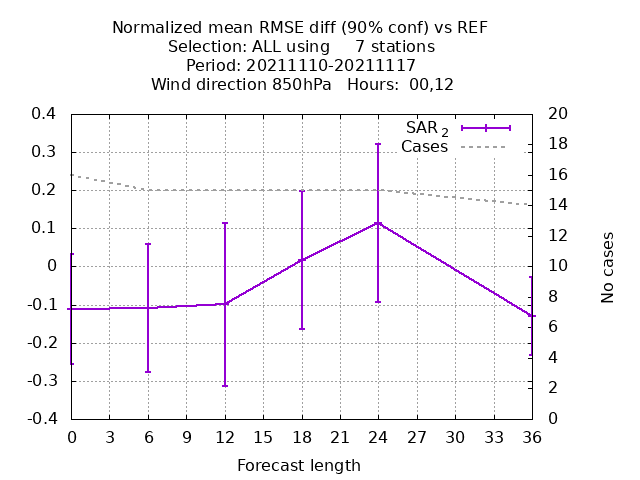 Normalized mean RMSE diff (90% conf) vs REF
Selection: ALL using 7 stations
Period: 20211110-20211117
Wind direction 850hPa Hours: 00,12
SAR 2
Cases
0.4
0.3
0.2
0.1
0
-0.1
-0.2
-0.3
-0.4
20
18
16
14
12
10
8
6
4
2
0
No cases
0 3 6 9 12 15 18 21 24 27 30 33 36
Forecast length